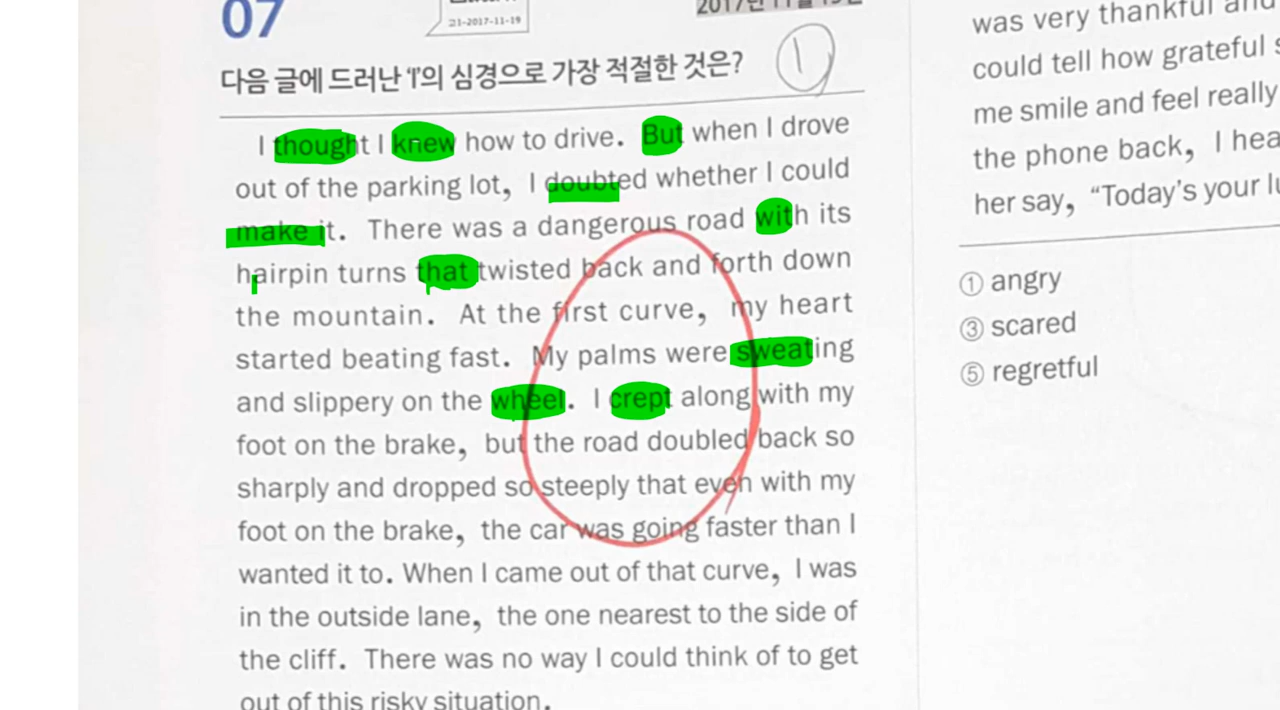 07
21-2017-11-19
다음 글에 드러난 'I'의 심경으로 가장 적절한 것은?
1
I thought I knew how to drive. But when I drove
out of the parking lot, I doubted whether I could
make it. There was a dangerous road with its
hairpin turns that twisted back and forth down
the mountain. At the first curve, my heart
started beating fast. My palms were sweating
and slippery on the wheel. I crept along with my
foot on the brake, but the road doubled back so
sharply and dropped so steeply that even with my
foot on the brake, the car was going faster than I
wanted it to. When I came out of that curve, I was
in the outside lane, the one nearest to the side of
the cliff. There was no way I could think of to get
out of this risky situation.
was very thankful and
could tell how grateful
me smile and feel really
the phone back, I
her say, “Today's your
① angry
③ scared
⑤ regretful